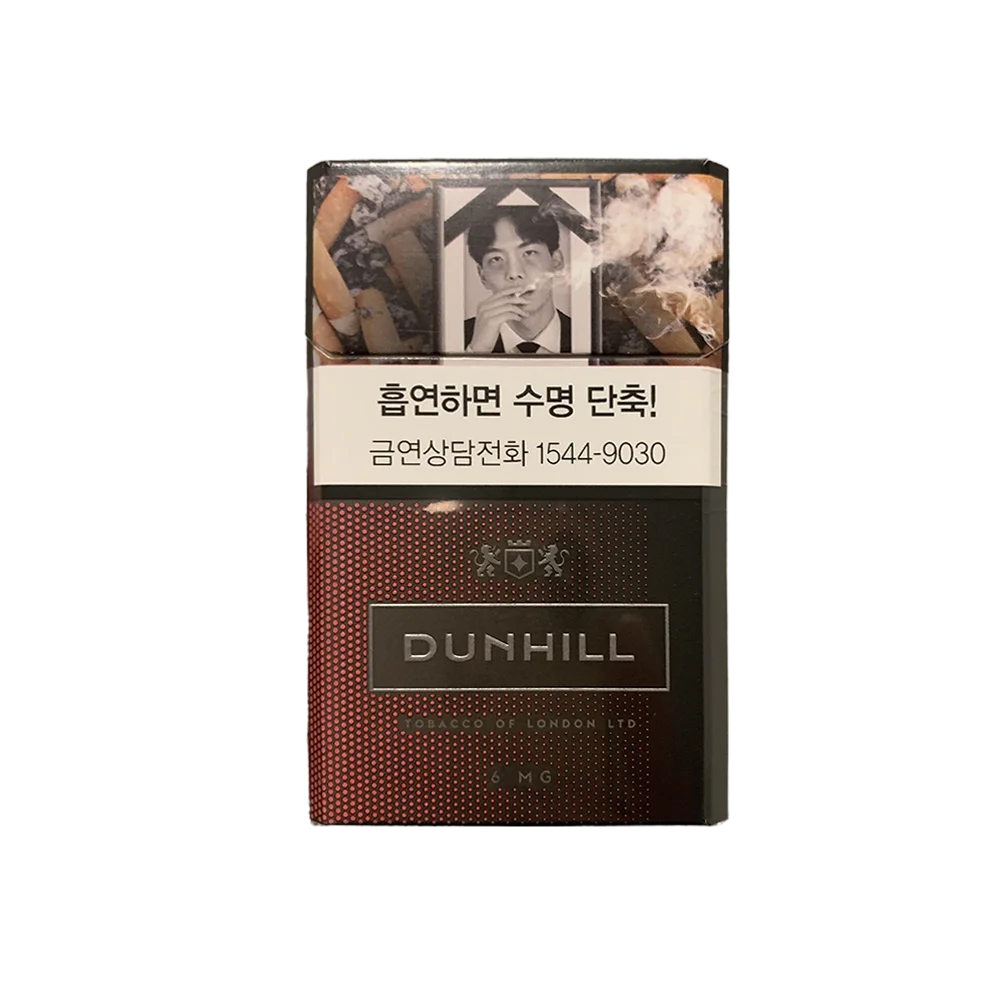 흡연하면 수명 단축!
금연상담전화 1544-9030
DUNHILL
TOBACCO OF LONDON LTD
6 MG